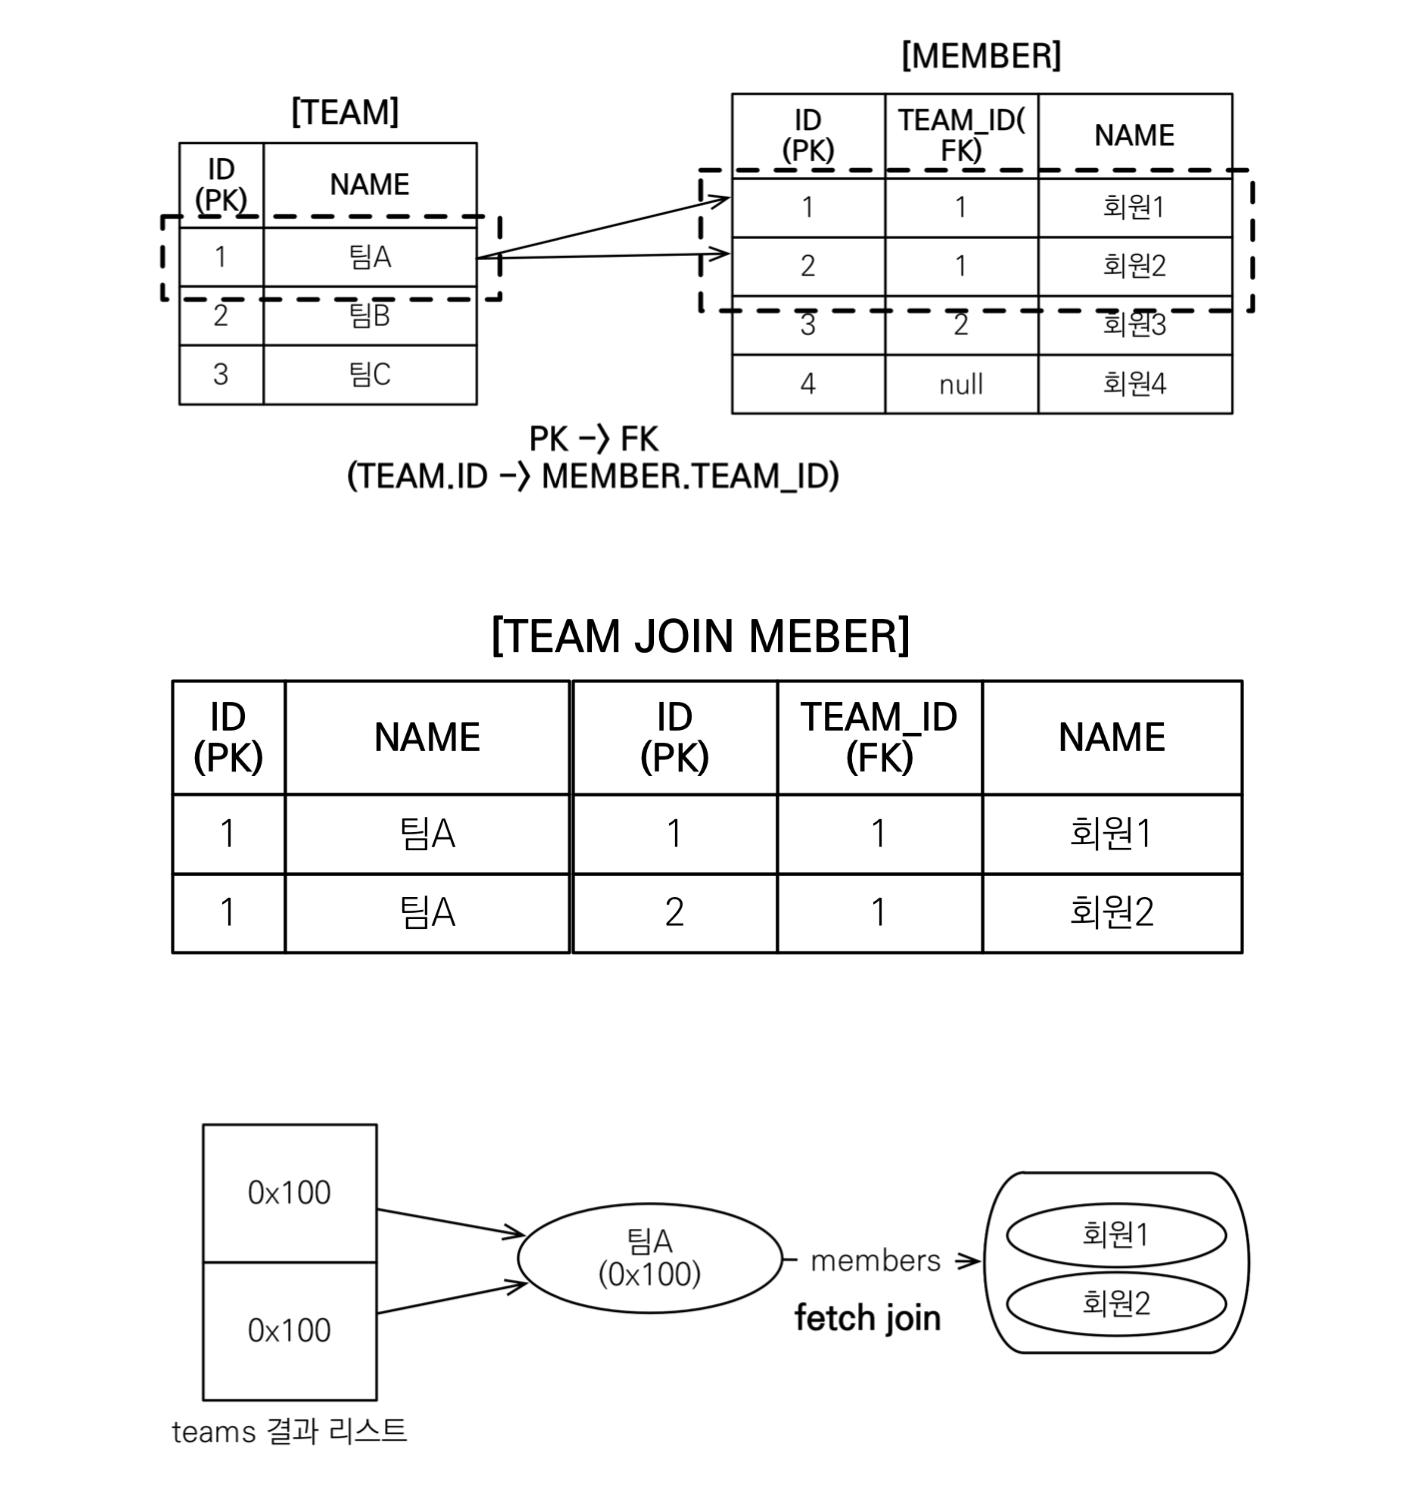 [MEMBER]
[TEAM]
ID
(PK)
NAME
1
팀A
2
팀B
3
팀C
ID
(PK)
TEAM_ID(
FK)
NAME
1
1
회원1
2
1
회원2
3
2
회원3
4
null
회원4
PK -> FK
(TEAM.ID -> MEMBER.TEAM_ID)
[TEAM JOIN MEBER]
ID
(PK)
NAME
ID
(PK)
TEAM_ID
(FK)
NAME
1
팀A
1
1
회원1
1
팀A
2
1
회원2
0x100
0x100
teams 결과 리스트
팀A
(0x100)
members
fetch join
회원1
회원2